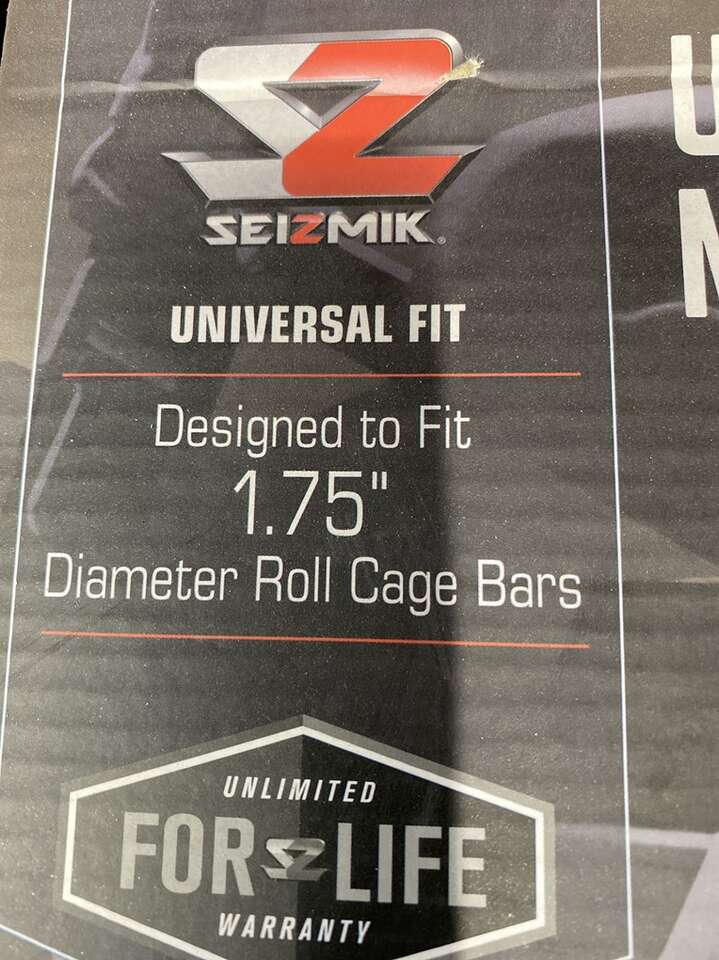 SEIZMIK®
UNIVERSAL FIT
Designed to Fit
1.75"
Diameter Roll Cage Bars
UNLIMITED
FOR LIFE
WARRANTY